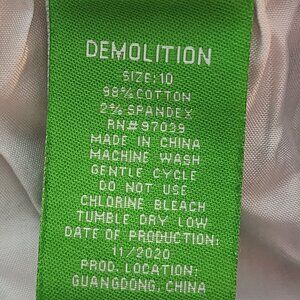 DEMOLITION
SIZE: 10
98% COTTON
2% SPANDEX
RN# 97039
MADE IN CHINA
MACHINE WASH
GENTLE CYCLE
DO NOT USE
CHLORINE BLEACH
TUMBLE DRY LOW
DATE OF PRODUCTION:
11/2020
PROD. LOCATION:
GUANGDONG, CHINA